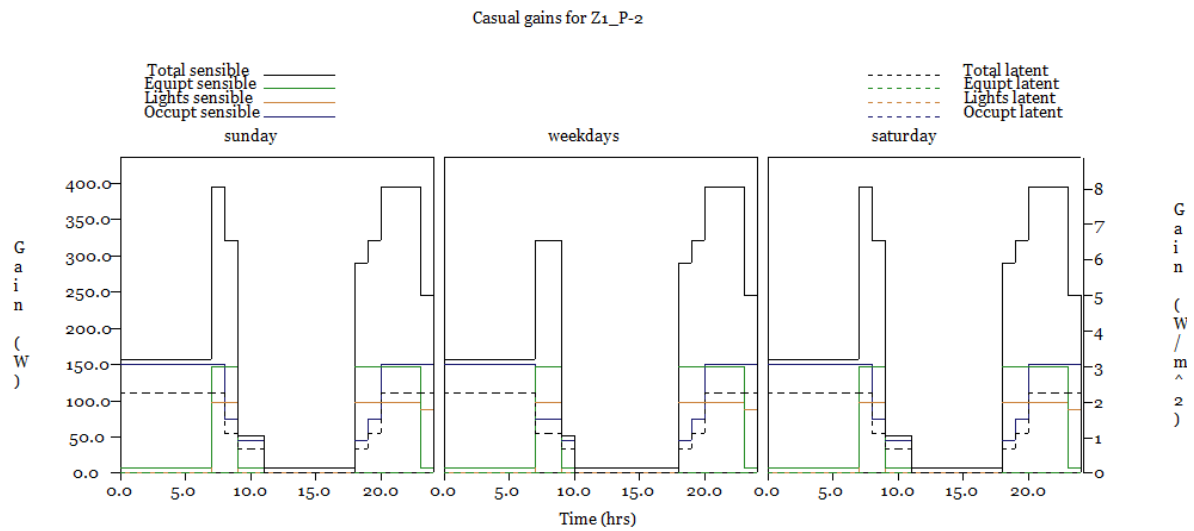 Casual gains for Z1_P-2
Total sensible
Equipt sensible
Lights sensible
Occupt sensible
Total latent
Equipt latent
Lights latent
Occupt latent
sunday
weekdays
saturday
400.0
350.0
300.0
250.0
200.0
150.0
100.0
50.0
0.0
Gain (W)
0.0 5.0 10.0 15.0 20.0
0.0 5.0 10.0 15.0 20.0
0.0 5.0 10.0 15.0 20.0
Time (hrs)
8
7
6
5
4
3
2
1
0
Gain (W/m^2)